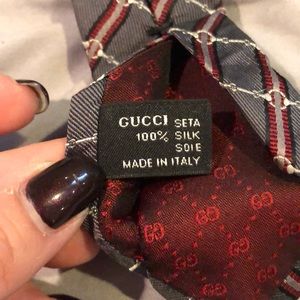 GUCCI SETA
100% SILK
SOIE
MADE IN ITALY